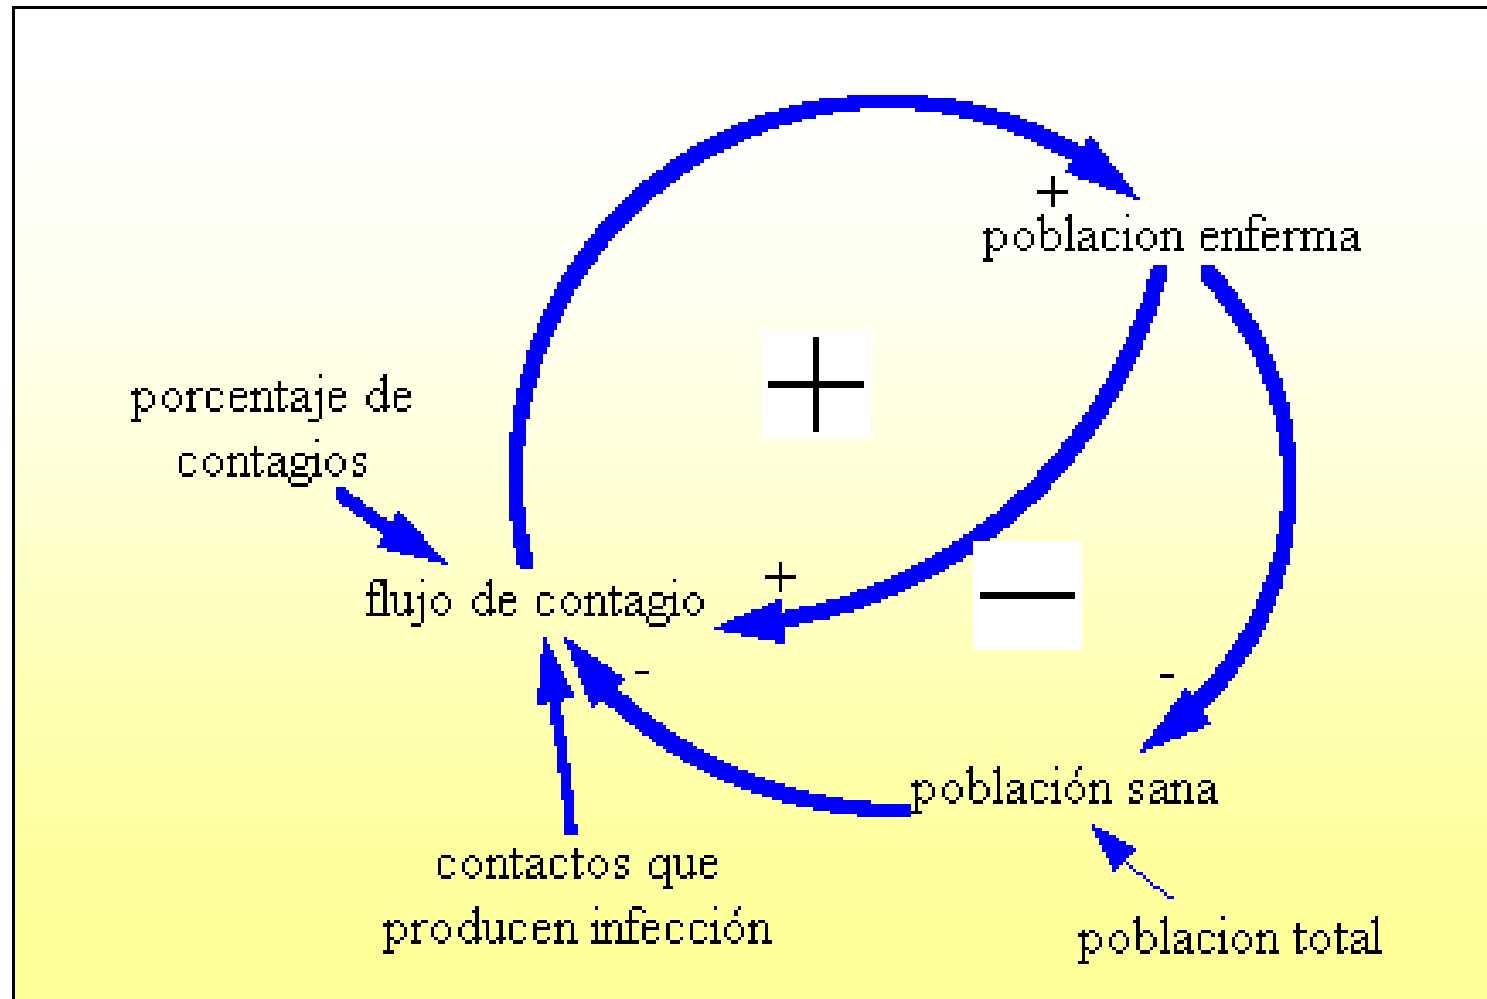 +
poblacion enferma
+
porcentaje de
contagios
+
flujo de contagio
−
-
-
población sana
contactos que
producen infección
poblacion total